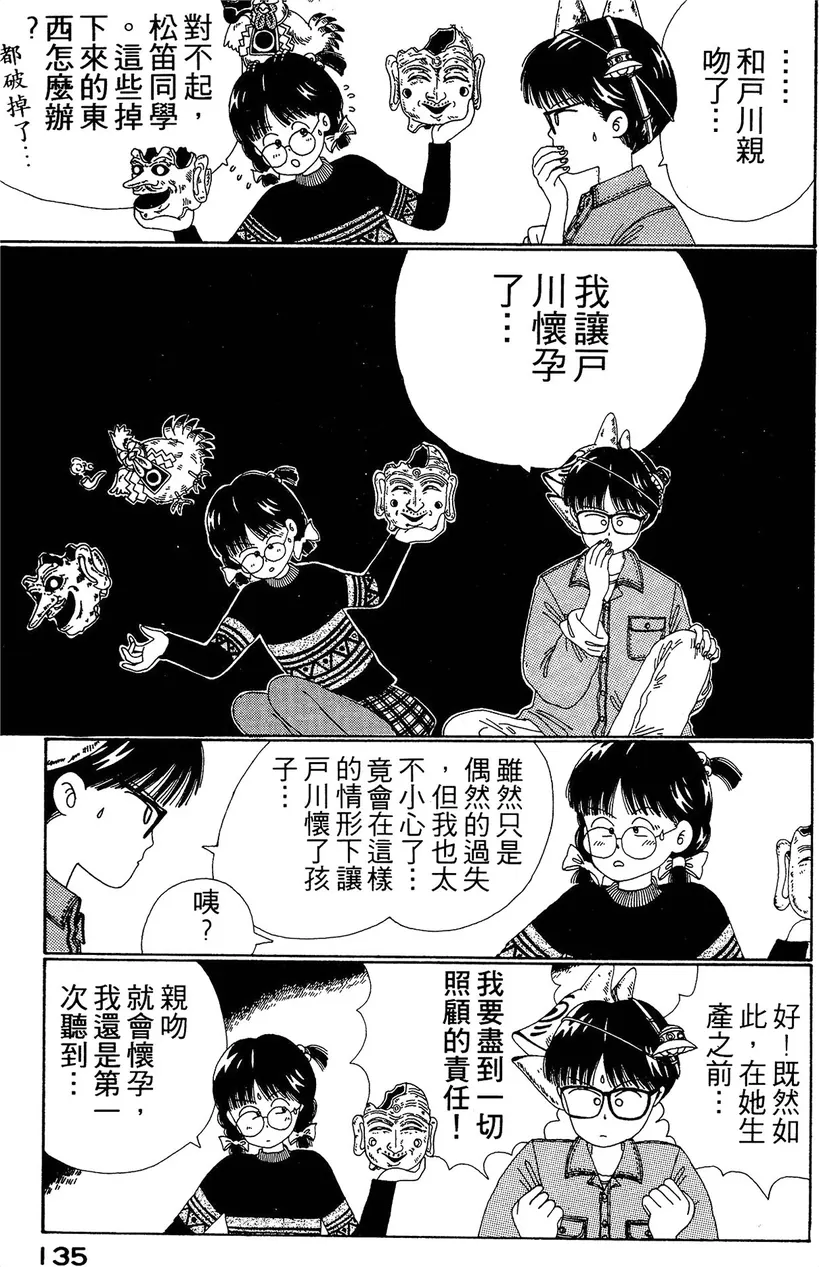 ……
和戸川親
吻了…
對不起，
松笛同學
。這些掉
下來的東
西怎麼辦
？
都破掉了…
我讓戸
川懷孕
了…
雖然只是
偶然的過失
，但我也太
不小心了…
竟會在這樣
的情形下讓
戸川懷了孩
子…
咦?
好！既然如
此，在她生
產之前…
我要盡到一切
照顧的責任！
親吻
就會懷孕，
我還是第一
次聽到…
135